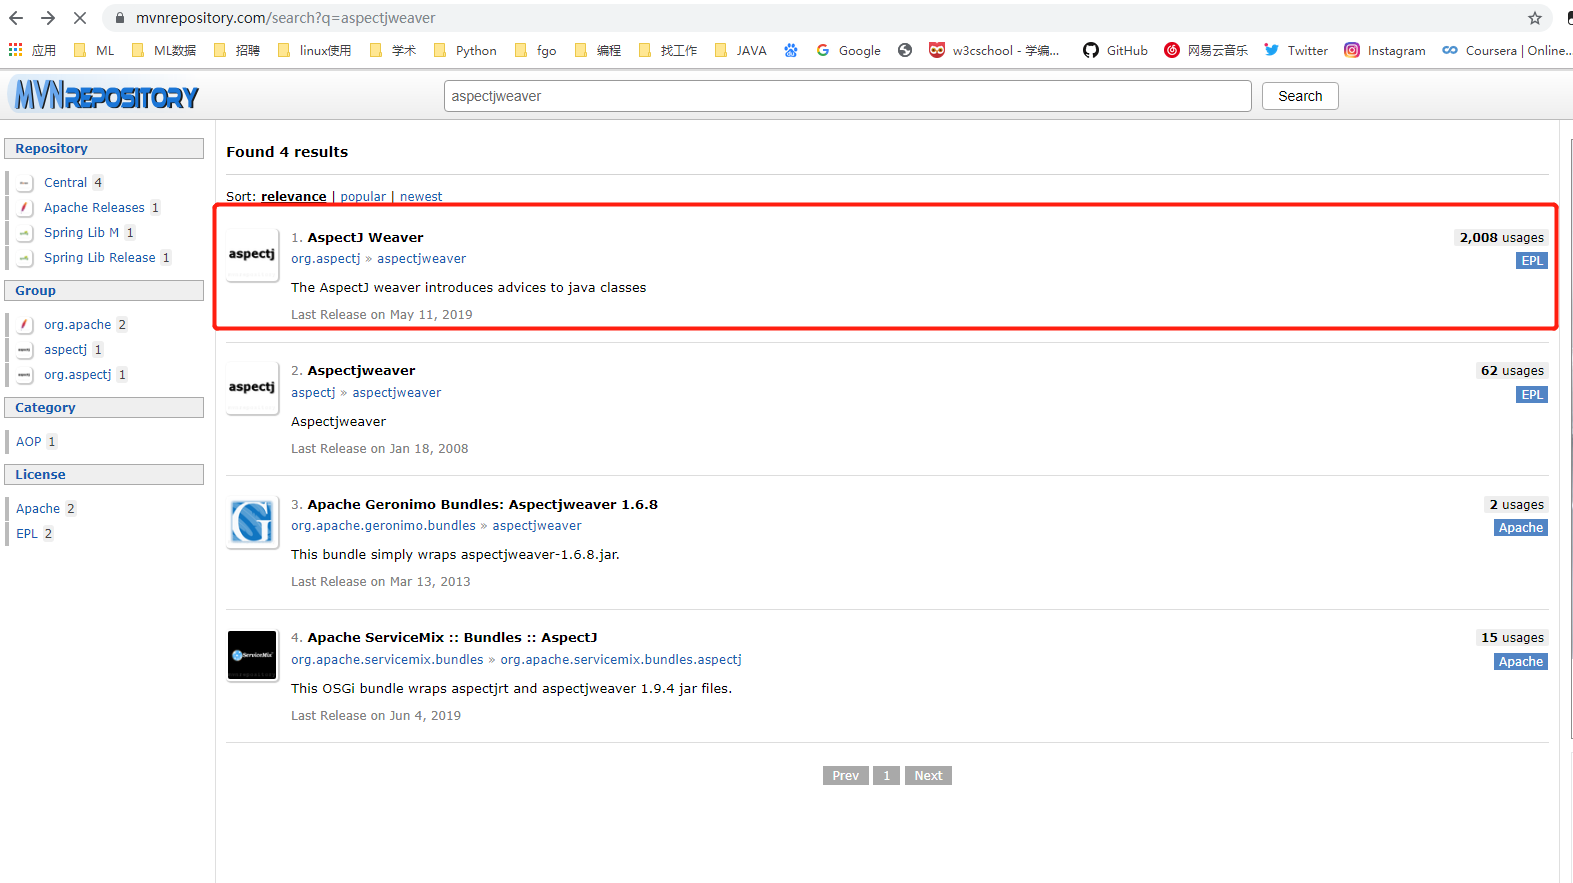 mvnrepository.com/search?q=aspectjweaver
应用 ML ML数据 招聘 linux使用 学术 Python fgo 编程 找工作 JAVA Google w3cschool - 学编... GitHub 网易云音乐 Twitter Instagram Coursera | Online...
MVNREPOSITORY
aspectjweaver
Search
Repository
Central 4
Apache Releases 1
Spring Lib M 1
Spring Lib Release 1
Group
org.apache 2
aspectj 1
org.aspectj 1
Category
AOP 1
License
Apache 2
EPL 2
Found 4 results
Sort: relevance | popular | newest
aspectj
1. AspectJ Weaver
2,008 usages
org.aspectj » aspectjweaver
EPL
The AspectJ weaver introduces advices to java classes
Last Release on May 11, 2019
aspectj
2. Aspectjweaver
62 usages
aspectj » aspectjweaver
EPL
Aspectjweaver
Last Release on Jan 18, 2008
3. Apache Geronimo Bundles: Aspectjweaver 1.6.8
2 usages
org.apache.geronimo.bundles » aspectjweaver
Apache
This bundle simply wraps aspectjweaver-1.6.8.jar.
Last Release on Mar 13, 2013
ServiceMix
4. Apache ServiceMix :: Bundles :: AspectJ
15 usages
org.apache.servicemix.bundles » org.apache.servicemix.bundles.aspectj
Apache
This OSGi bundle wraps aspectjrt and aspectjweaver 1.9.4 jar files.
Last Release on Jun 4, 2019
Prev 1 Next